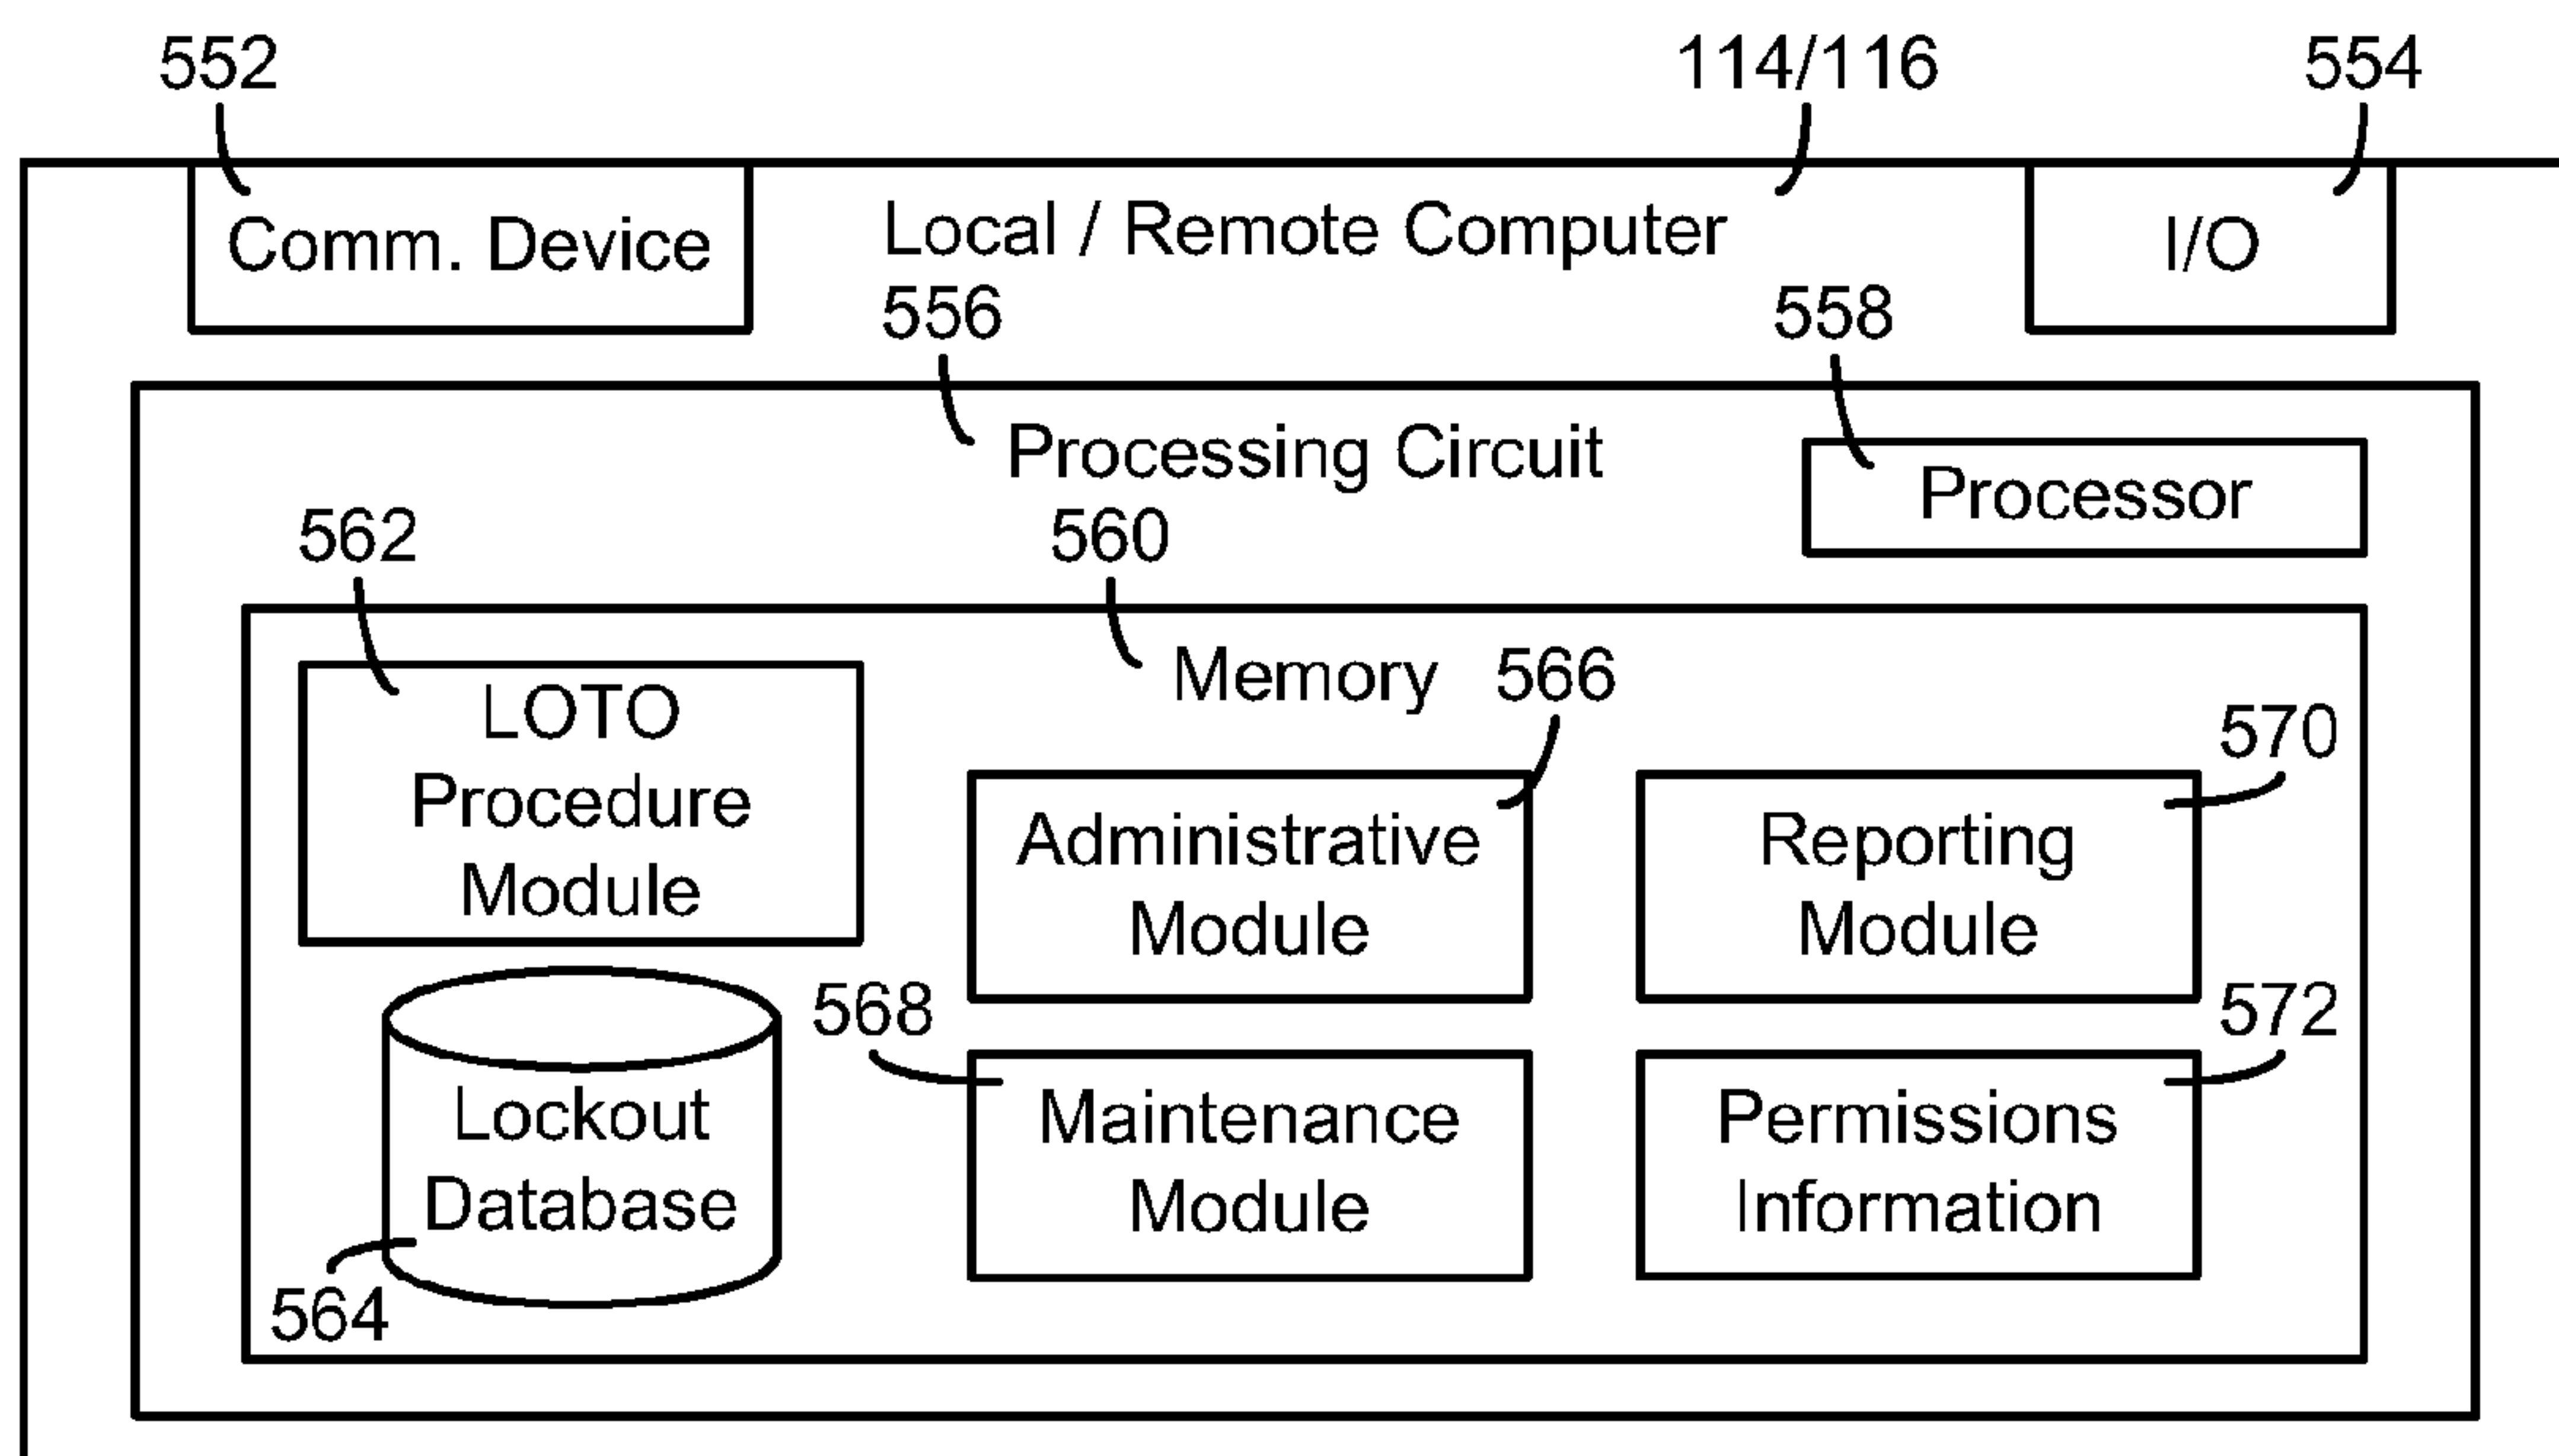 552
114/116
554
Comm. Device
Local / Remote Computer
I/O
556
558
Processing Circuit
Processor
562
560
LOTO
Procedure
Module
Memory
566
570
Administrative
Module
Reporting
Module
568
572
Lockout
Database
Maintenance
Module
Permissions
Information
564